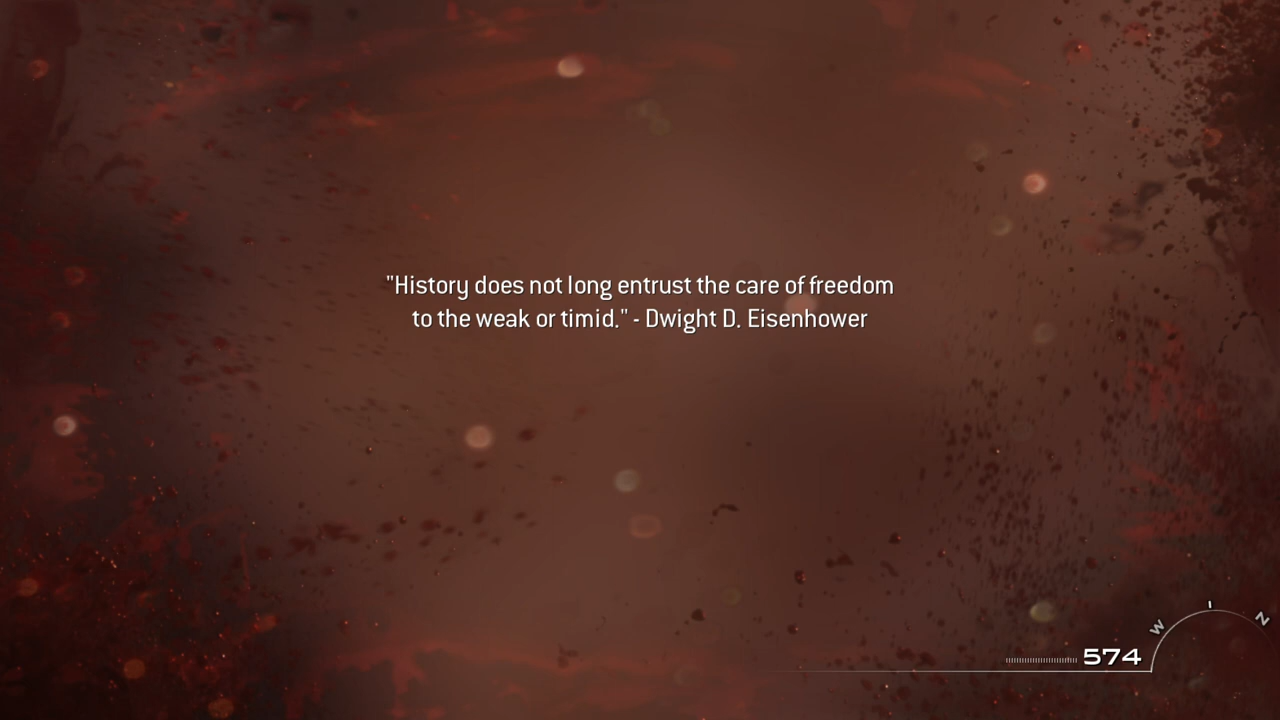 "History does not long entrust the care of freedom
to the weak or timid." - Dwight D. Eisenhower
W
N
574